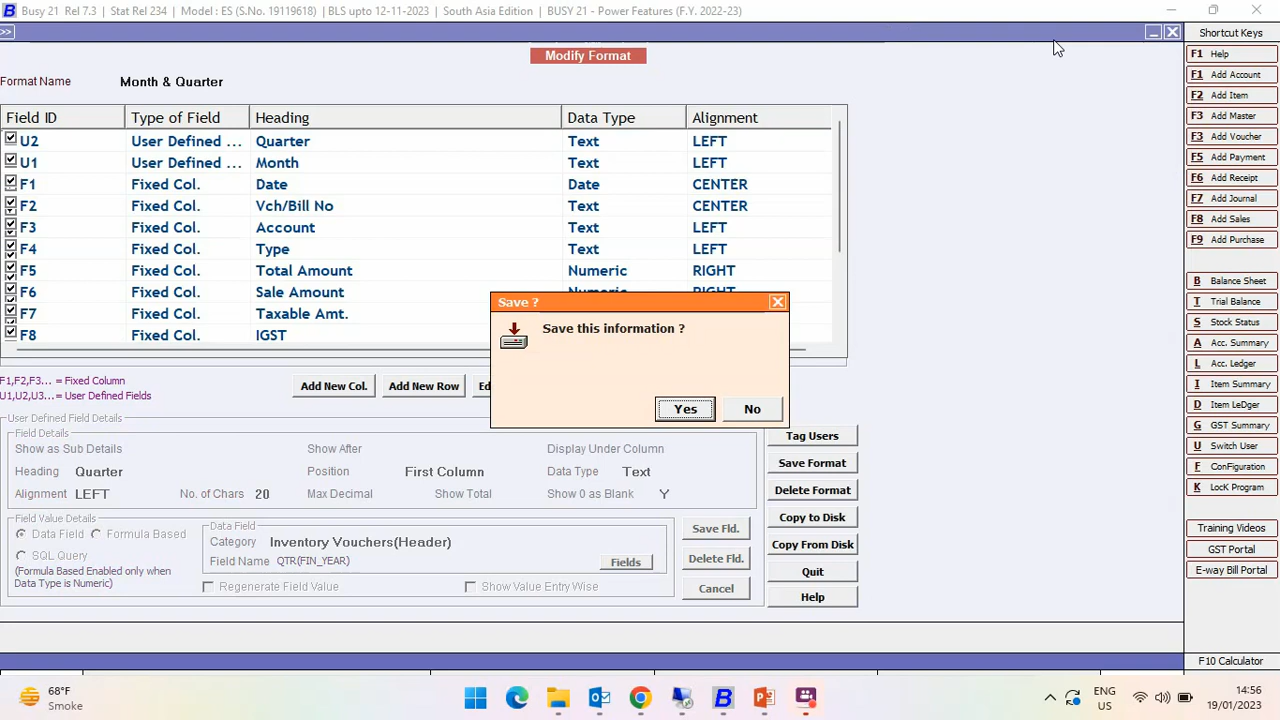 Busy 21 Rel 7.3 | Stat Rel 234 | Model : ES (S.No. 19119618) | BLS upto 12-11-2023 | South Asia Edition | BUSY 21 - Power Features (F.Y. 2022-23)
>>
Shortcut Keys
Modify Format
Format Name Month & Quarter
Field ID Type of Field Heading Data Type Alignment
U2 User Defined ... Quarter Text LEFT
U1 User Defined ... Month Text LEFT
F1 Fixed Col. Date Date CENTER
F2 Fixed Col. Vch/Bill No Text CENTER
F3 Fixed Col. Account Text LEFT
F4 Fixed Col. Type Text LEFT
F5 Fixed Col. Total Amount Numeric RIGHT
F6 Fixed Col. Sale Amount Numeric RIGHT
F7 Fixed Col. Taxable Amt.
F8 Fixed Col. IGST
Save ?
Save this information ?
Yes No
F1,F2,F3... = Fixed Column
U1,U2,U3... = User Defined Fields
Add New Col. Add New Row Ed
User Defined Field Details
Field Details
Show as Sub Details Show After Display Under Column
Heading Quarter Position First Column Data Type Text
Alignment LEFT No. of Chars 20 Max Decimal Show Total Show 0 as Blank Y
Field Value Details
Data Field Formula Based
SQL Query
(Formula Based Enabled only when
Data Type is Numeric)
Data Field
Category Inventory Vouchers(Header)
Field Name QTR(FIN_YEAR) Fields
Regenerate Field Value Show Value Entry Wise
Save Fld.
Delete Fld.
Cancel
Tag Users
Save Format
Delete Format
Copy to Disk
Copy From Disk
Quit
Help
F1 Help
F1 Add Account
F2 Add Item
F3 Add Master
F3 Add Voucher
F5 Add Payment
F6 Add Receipt
F7 Add Journal
F8 Add Sales
F9 Add Purchase
B Balance Sheet
T Trial Balance
S Stock Status
A Acc. Summary
L Acc. Ledger
I Item Summary
D Item LeDger
G GST Summary
U Switch User
F ConFiguration
K LocK Program
Training Videos
GST Portal
E-way Bill Portal
F10 Calculator
68°F
Smoke
ENG
US
14:56
19/01/2023